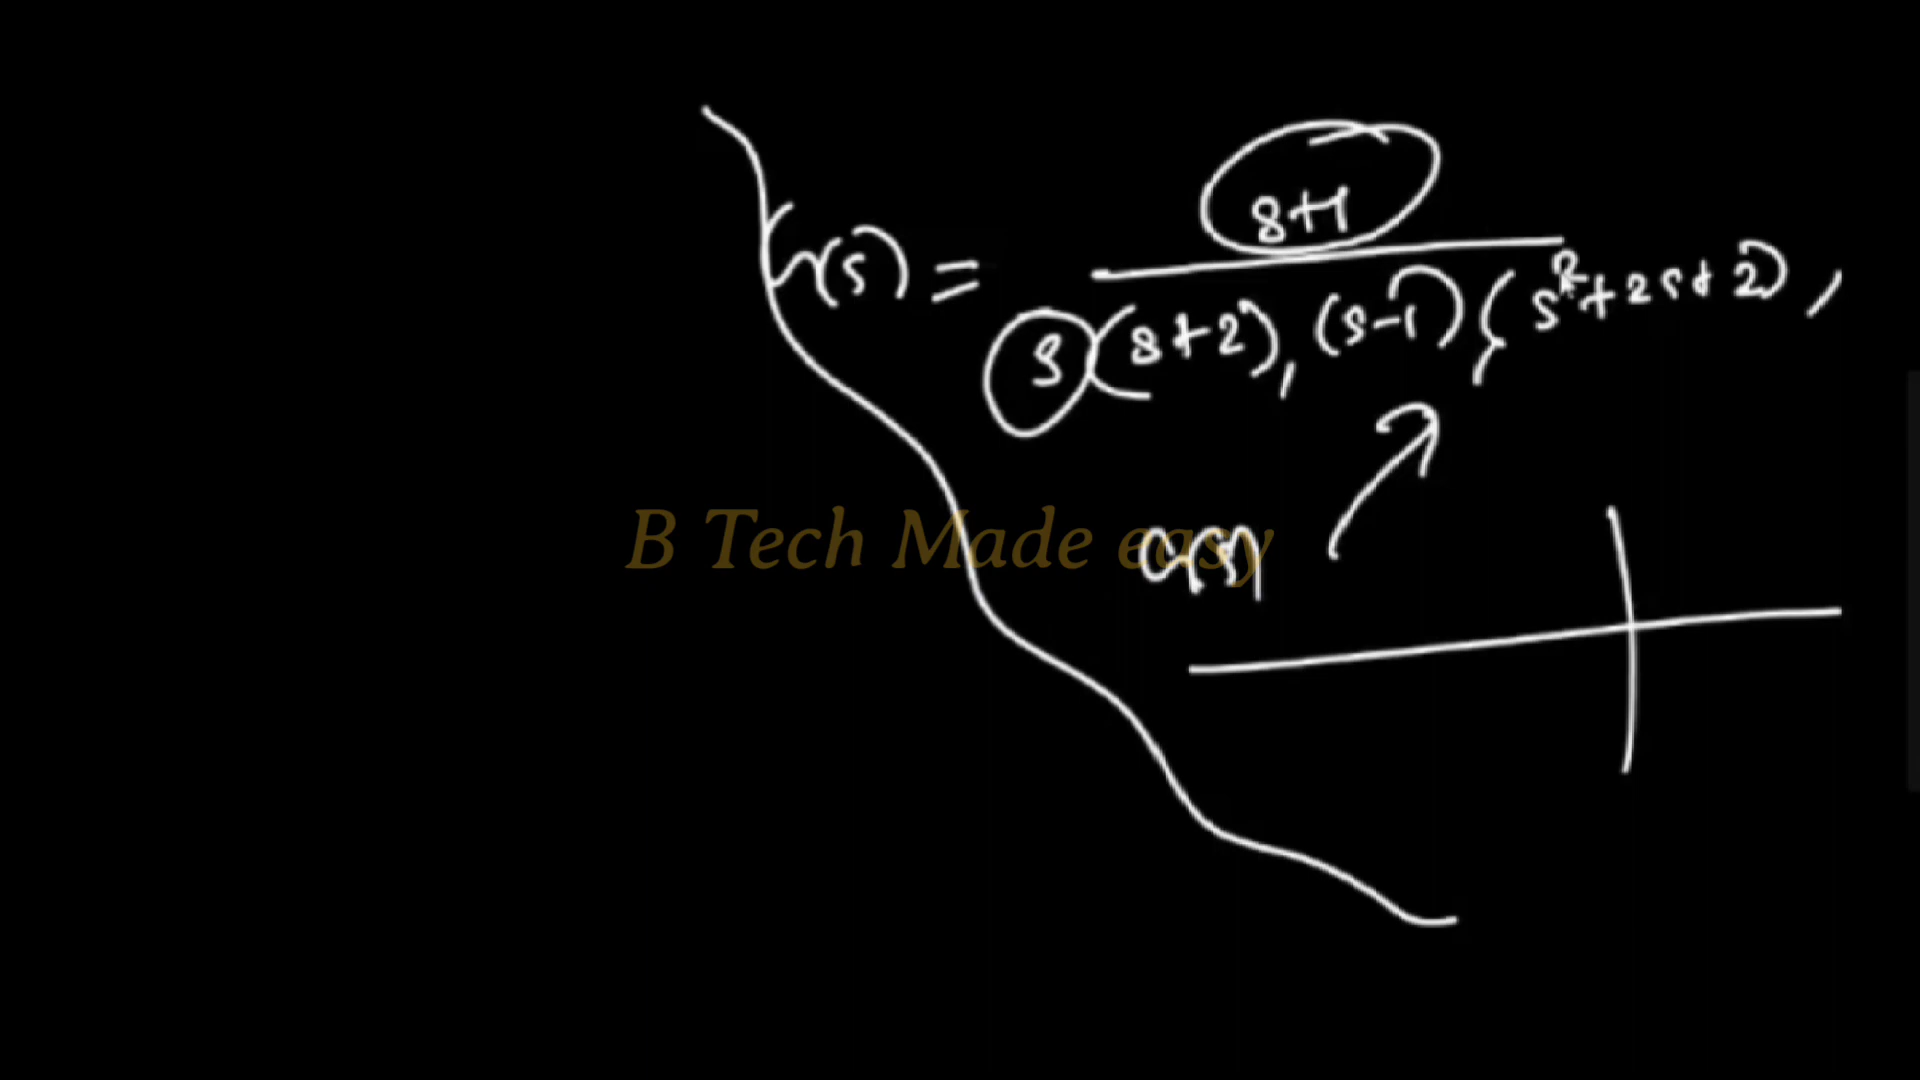 G(s) =
s+1
s(s+2), (s-1)(s²+2s+2),
B Tech Made easy
G(s)